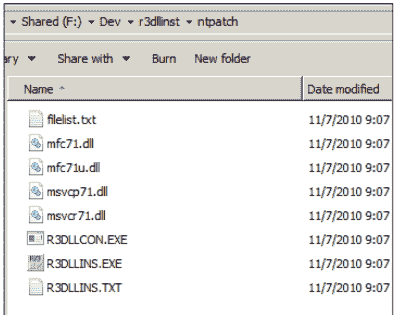 Shared (F:) Dev r3dllinst ntpatch
ary Share with Burn New folder
Name Date modified
filelist.txt 11/7/2010 9:07
mfc71.dll 11/7/2010 9:07
mfc71u.dll 11/7/2010 9:07
msvcp71.dll 11/7/2010 9:07
msvcr71.dll 11/7/2010 9:07
R3DLLCON.EXE 11/7/2010 9:07
R3DLLINS.EXE 11/7/2010 9:07
R3DLLINS.TXT 11/7/2010 9:07